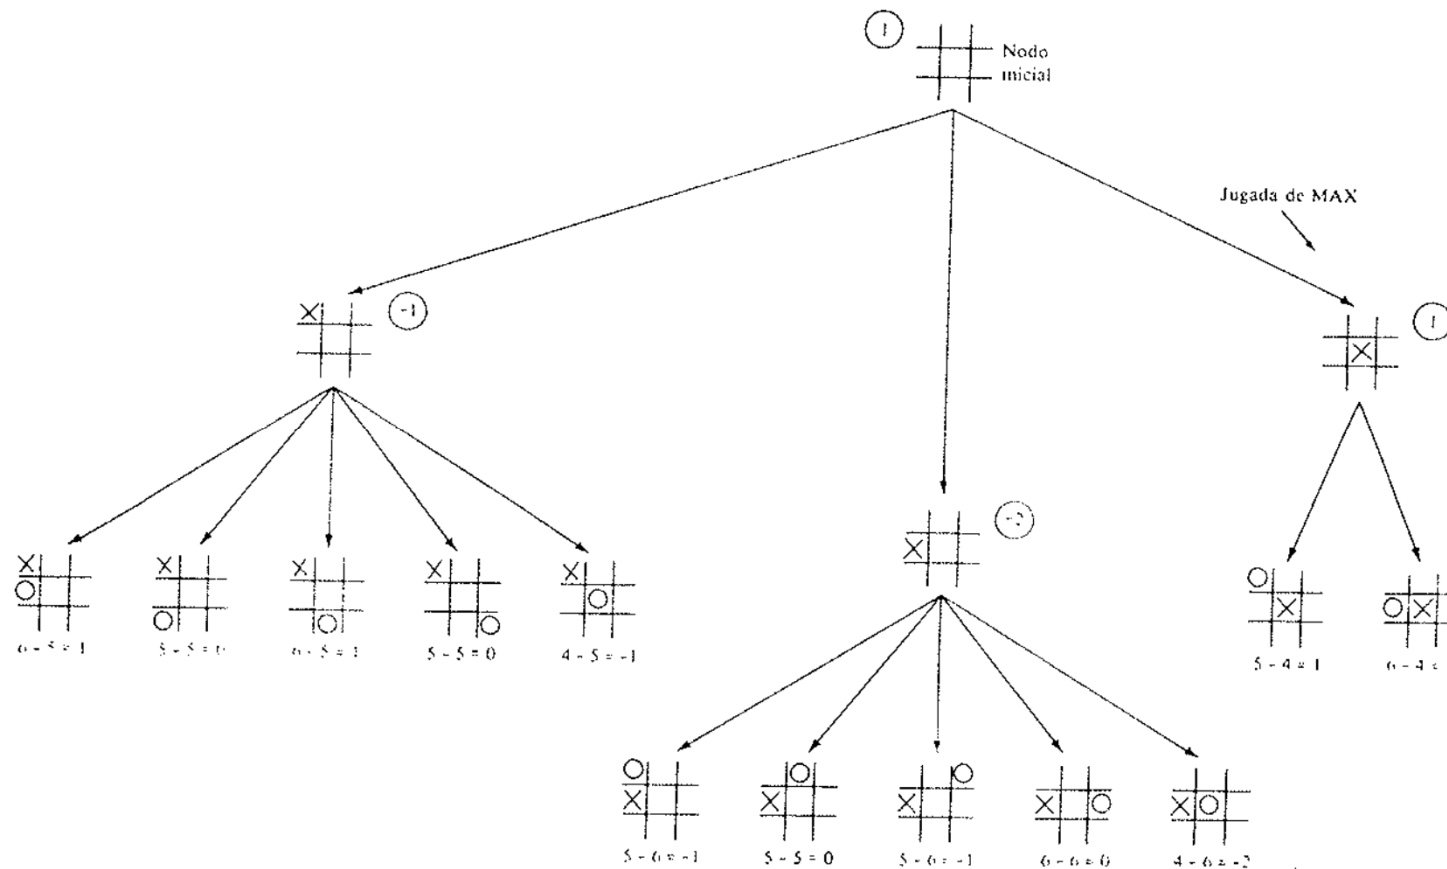 1
Nodo
inicial
Jugada de MAX
X
-1
1
X
-2
X
X
O
X
O
X
O
X
O
X
O
O
X
O
X
6 - 5 = 1
5 - 5 = 0
6 - 5 = 1
5 - 5 = 0
4 - 5 = -1
5 - 4 = 1
6 - 4 =
O
X
O
X
O
X
X
O
X
O
5 - 6 = -1
5 - 5 = 0
5 - 6 = -1
6 - 6 = 0
4 - 6 = -2